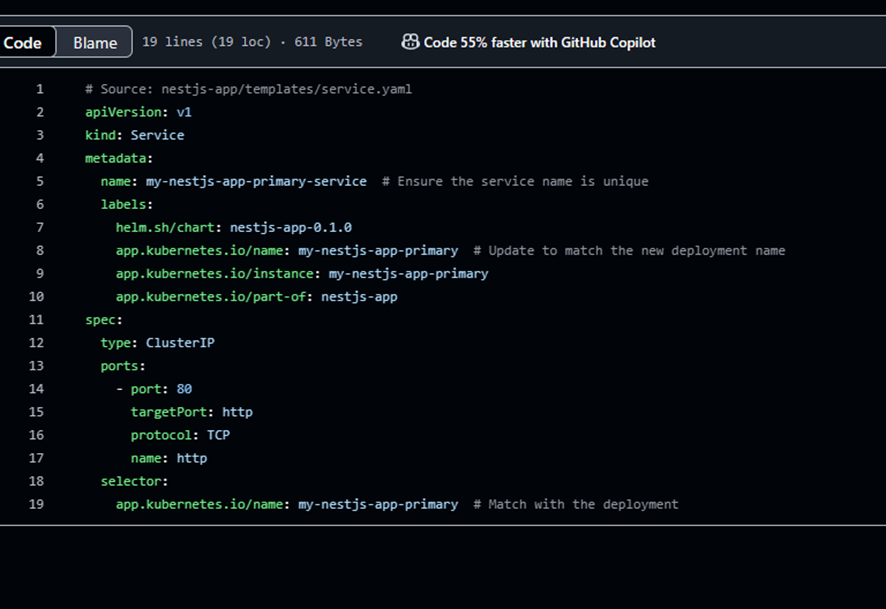 Code Blame 19 lines (19 loc) · 611 Bytes Code 55% faster with GitHub Copilot
1 # Source: nestjs-app/templates/service.yaml
2 apiVersion: v1
3 kind: Service
4 metadata:
5   name: my-nestjs-app-primary-service  # Ensure the service name is unique
6   labels:
7     helm.sh/chart: nestjs-app-0.1.0
8     app.kubernetes.io/name: my-nestjs-app-primary  # Update to match the new deployment name
9     app.kubernetes.io/instance: my-nestjs-app-primary
10     app.kubernetes.io/part-of: nestjs-app
11 spec:
12   type: ClusterIP
13   ports:
14     - port: 80
15       targetPort: http
16       protocol: TCP
17       name: http
18   selector:
19     app.kubernetes.io/name: my-nestjs-app-primary  # Match with the deployment